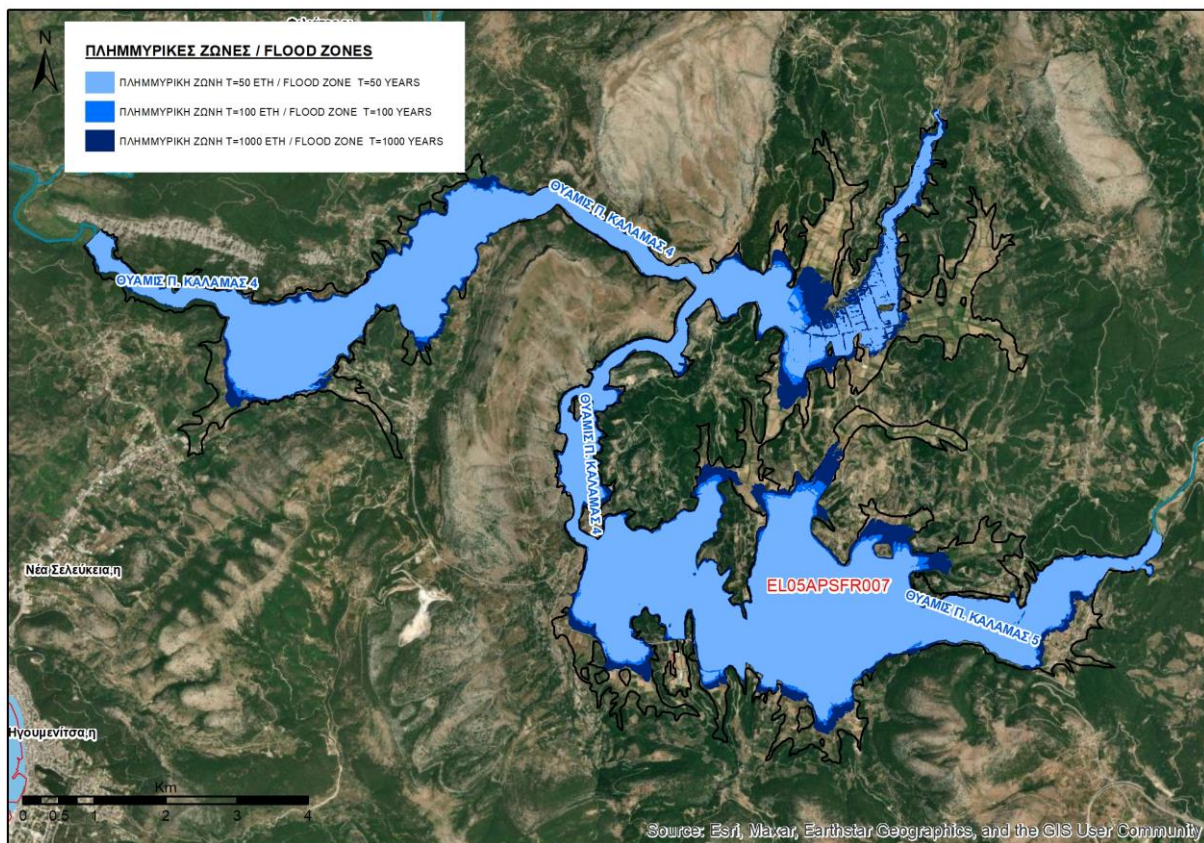 N
ΠΛΗΜΜΥΡΙΚΕΣ ΖΩΝΕΣ / FLOOD ZONES
ΠΛΗΜΜΥΡΙΚΗ ΖΩΝΗ Τ=50 ΕΤΗ / FLOOD ZONE T=50 YEARS
ΠΛΗΜΜΥΡΙΚΗ ΖΩΝΗ Τ=100 ΕΤΗ / FLOOD ZONE T=100 YEARS
ΠΛΗΜΜΥΡΙΚΗ ΖΩΝΗ Τ=1000 ΕΤΗ / FLOOD ZONE T=1000 YEARS
ΘΥΑΜΙΣ Π. ΚΑΛΑΜΑΣ 4
ΘΥΑΜΙΣ Π. ΚΑΛΑΜΑΣ 4
ΘΥΑΜΙΣ Π. ΚΑΛΑΜΑΣ 4
Νέα Σελεύκεια,η
EL05APSFR007
ΘΥΑΜΙΣ Π. ΚΑΛΑΜΑΣ 5
Ηγουμενίτσα,η
Km
0 0.5 1 2 3 4
Source: Esri, Maxar, Earthstar Geographics, and the GIS User Community